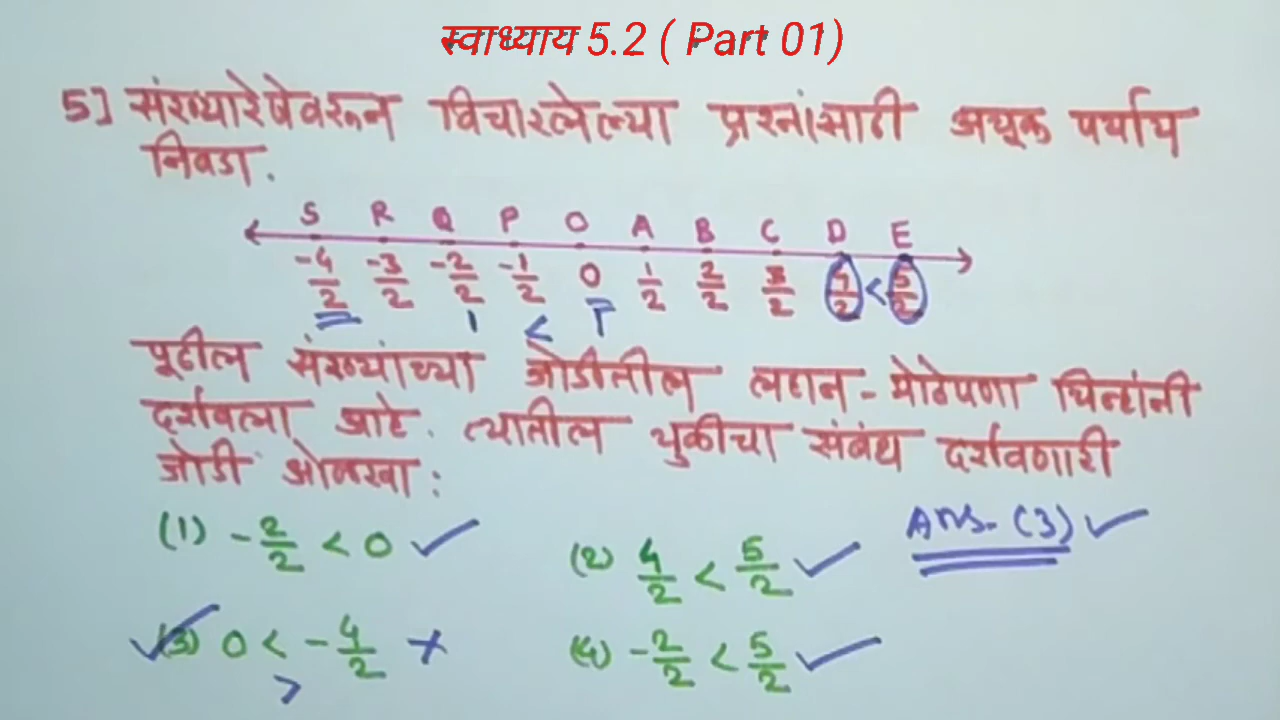 स्वाध्याय 5.2 ( Part 01)
5] संख्यारेषेवरून विचारलेल्या प्रश्नांसाठी अचूक पर्याय
निवडा.
S R Q P O A B C D E
-4/2 -3/2 -2/2 -1/2 0 1/2 2/2 3/2 4/2 < 5/2
<
पूढील संख्यांच्या जोडीतील लहान-मोठेपणा चिन्हांनी
दर्शवला आहे. त्यातील चुकीचा संबंध दर्शवणारी
जोडी ओळखा :
(1) -2/2 < 0 ✓
(2) 4/2 < 5/2 ✓
Ans. (3) ✓
✓(3) 0 < -4/2 ✗
>
(4) -2/2 < 5/2 ✓